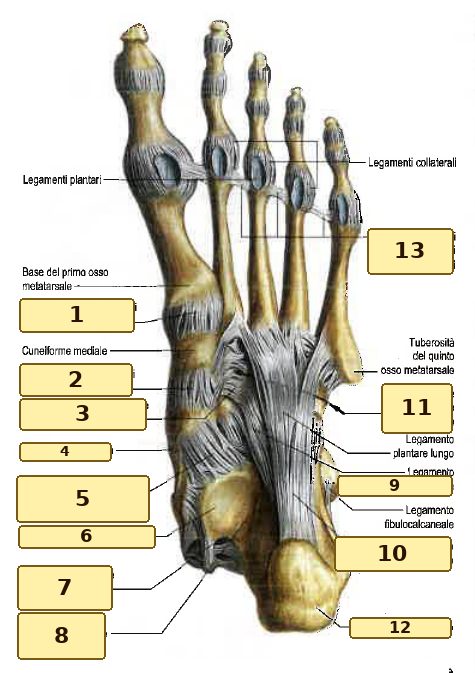 Legamenti plantari
Legamenti collaterali
13
Base del primo osso
metatarsale
1
Cuneiforme mediale
Tuberosità
del quinto
osso metatarsale
2
3
11
4
Legamento
plantare lungo
Legamento
5
9
6
Legamento
fibulocalcaneale
10
7
8
12